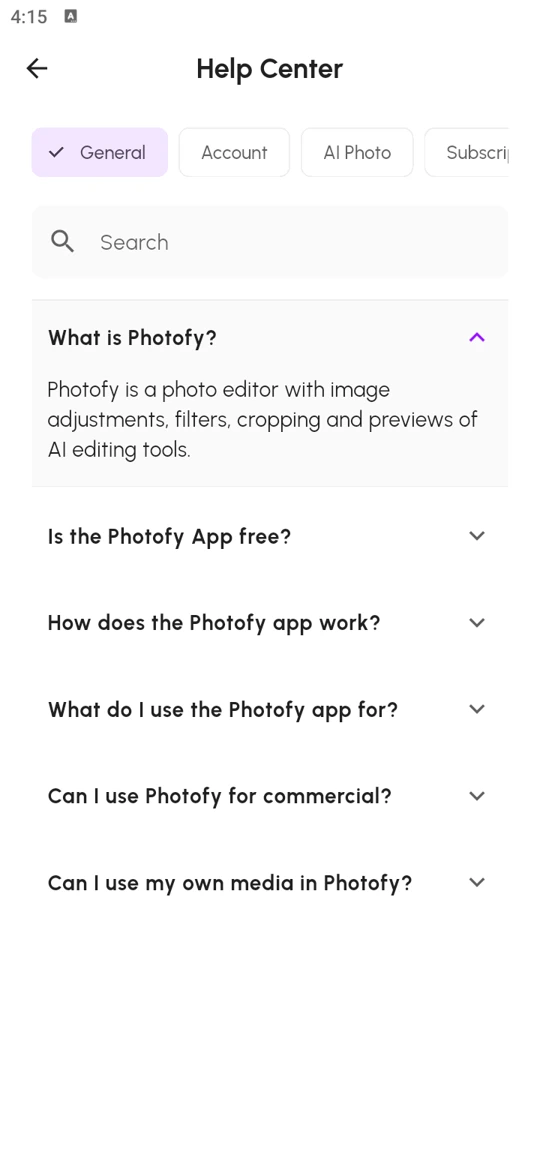 4:15 A
Help Center
General Account AI Photo Subscri
Search
What is Photofy?
Photofy is a photo editor with image
adjustments, filters, cropping and previews of
AI editing tools.
Is the Photofy App free?
How does the Photofy app work?
What do I use the Photofy app for?
Can I use Photofy for commercial?
Can I use my own media in Photofy?